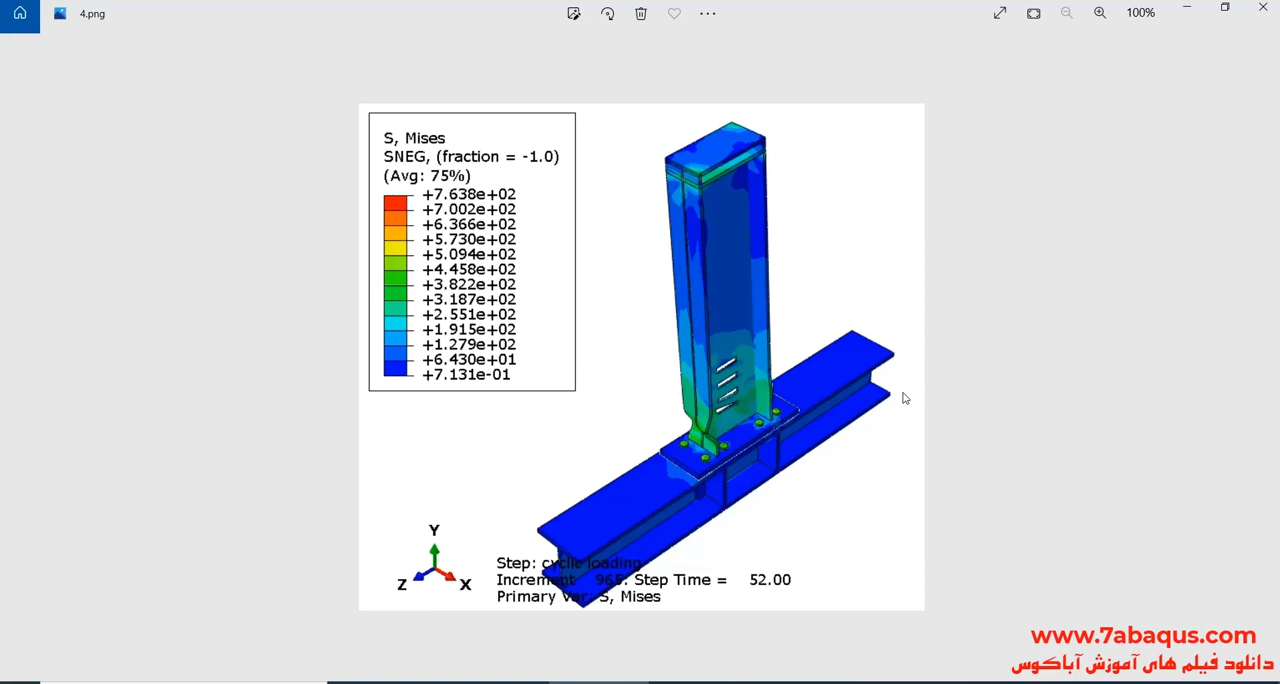 4.png
100%
S, Mises
SNEG, (fraction = -1.0)
(Avg: 75%)
+7.638e+02
+7.002e+02
+6.366e+02
+5.730e+02
+5.094e+02
+4.458e+02
+3.822e+02
+3.187e+02
+2.551e+02
+1.915e+02
+1.279e+02
+6.430e+01
+7.131e-01
Y
Z
X
Step: cyclic loading
Increment 965: Step Time = 52.00
Primary Var: S, Mises
www.7abaqus.com
دانلود فیلم های آموزش آباکوس